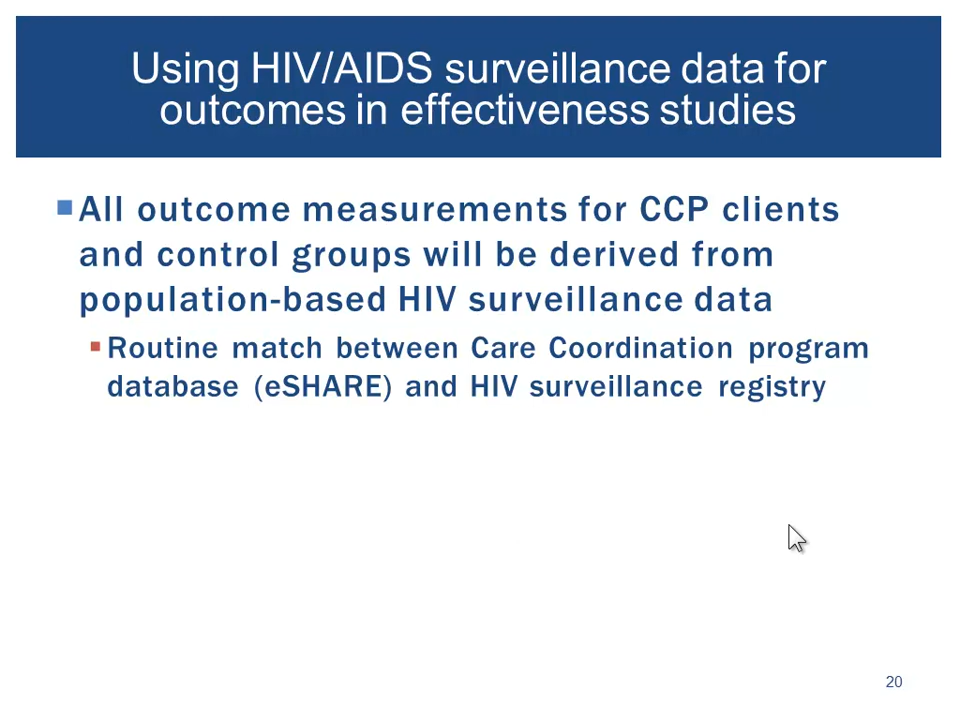 Using HIV/AIDS surveillance data for
outcomes in effectiveness studies
All outcome measurements for CCP clients
and control groups will be derived from
population-based HIV surveillance data
Routine match between Care Coordination program
database (eSHARE) and HIV surveillance registry
20